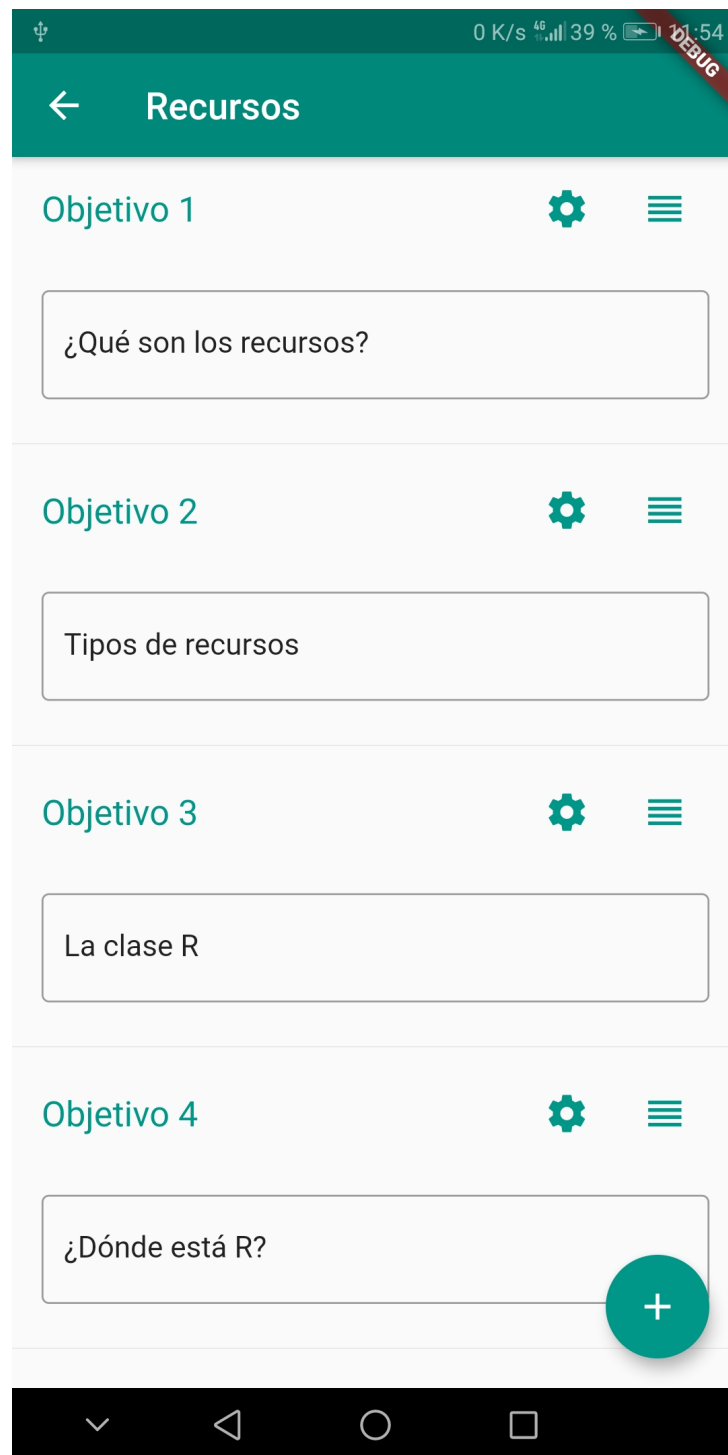 0 K/s 4G 39 % 11:54
DEBUG
Recursos
Objetivo 1
¿Qué son los recursos?
Objetivo 2
Tipos de recursos
Objetivo 3
La clase R
Objetivo 4
¿Dónde está R?